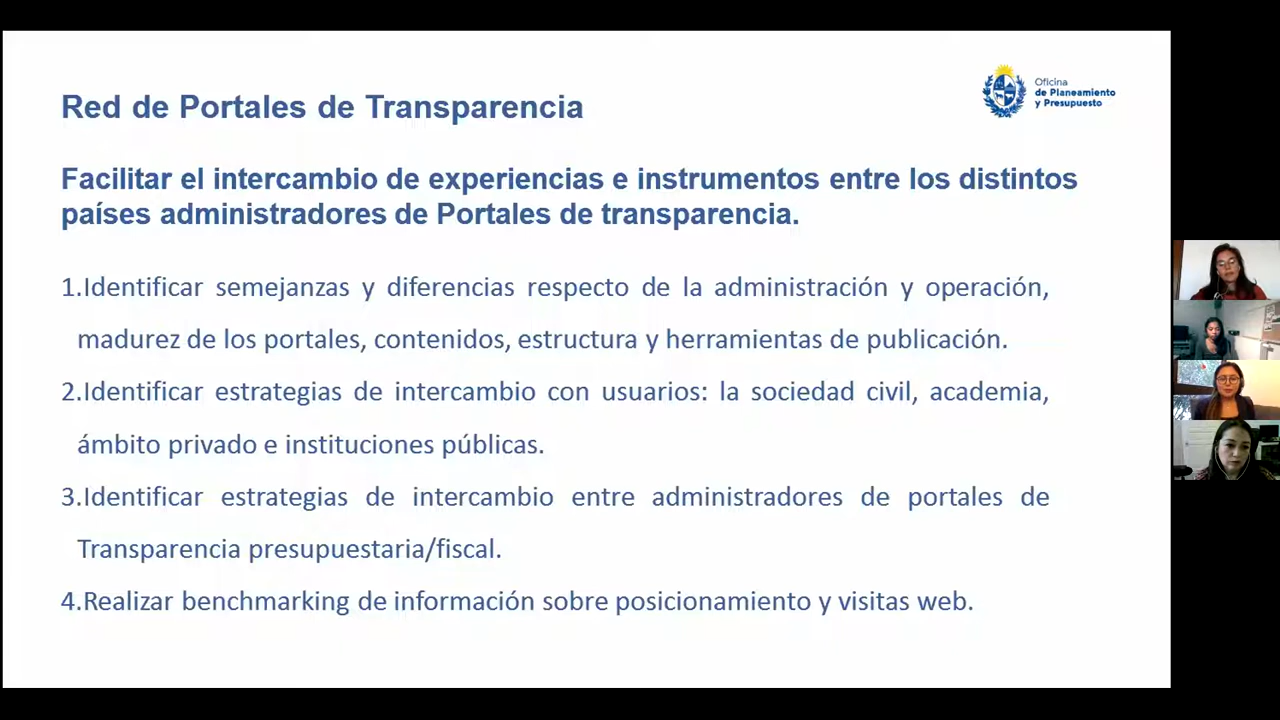 Red de Portales de Transparencia
Oficina
de Planeamiento
y Presupuesto
Facilitar el intercambio de experiencias e instrumentos entre los distintos
países administradores de Portales de transparencia.
1.Identificar semejanzas y diferencias respecto de la administración y operación,
madurez de los portales, contenidos, estructura y herramientas de publicación.
2.Identificar estrategias de intercambio con usuarios: la sociedad civil, academia,
ámbito privado e instituciones públicas.
3.Identificar estrategias de intercambio entre administradores de portales de
Transparencia presupuestaria/fiscal.
4.Realizar benchmarking de información sobre posicionamiento y visitas web.